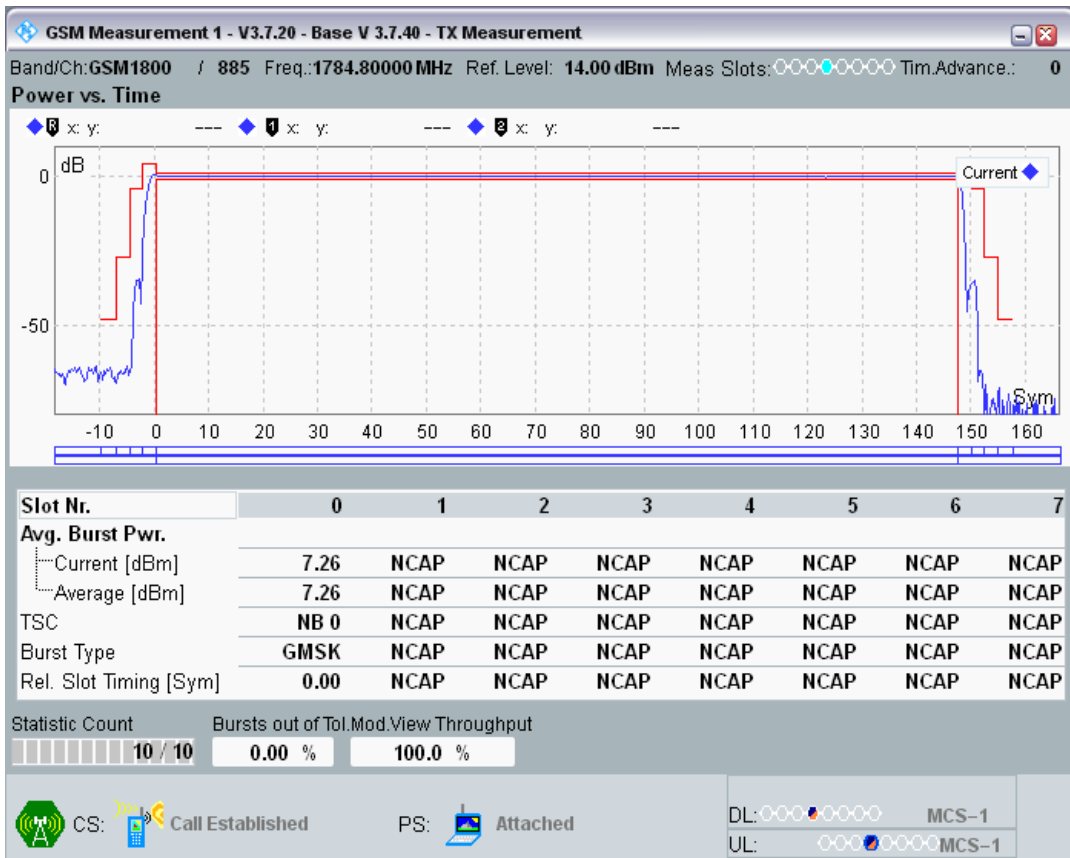 GSM Measurement 1 - V3.7.20 - Base V 3.7.40 - TX Measurement
Band/Ch:GSM1800 / 885 Freq.:1784.80000 MHz Ref. Level: 14.00 dBm Meas Slots: Tim.Advance.: 0
Power vs. Time
R x: y: --- 1 x: y: --- 2 x: y: ---
dB
0
Current
-50
Sym
-10 0 10 20 30 40 50 60 70 80 90 100 110 120 130 140 150 160
Slot Nr. 0 1 2 3 4 5 6 7
Avg. Burst Pwr.
Current [dBm] 7.26 NCAP NCAP NCAP NCAP NCAP NCAP NCAP
Average [dBm] 7.26 NCAP NCAP NCAP NCAP NCAP NCAP NCAP
TSC NB 0 NCAP NCAP NCAP NCAP NCAP NCAP NCAP
Burst Type GMSK NCAP NCAP NCAP NCAP NCAP NCAP NCAP
Rel. Slot Timing [Sym] 0.00 NCAP NCAP NCAP NCAP NCAP NCAP NCAP
Statistic Count Bursts out of Tol.Mod.View Throughput
10 / 10 0.00 % 100.0 %
CS: Call Established PS: Attached
DL: MCS-1
UL: MCS-1